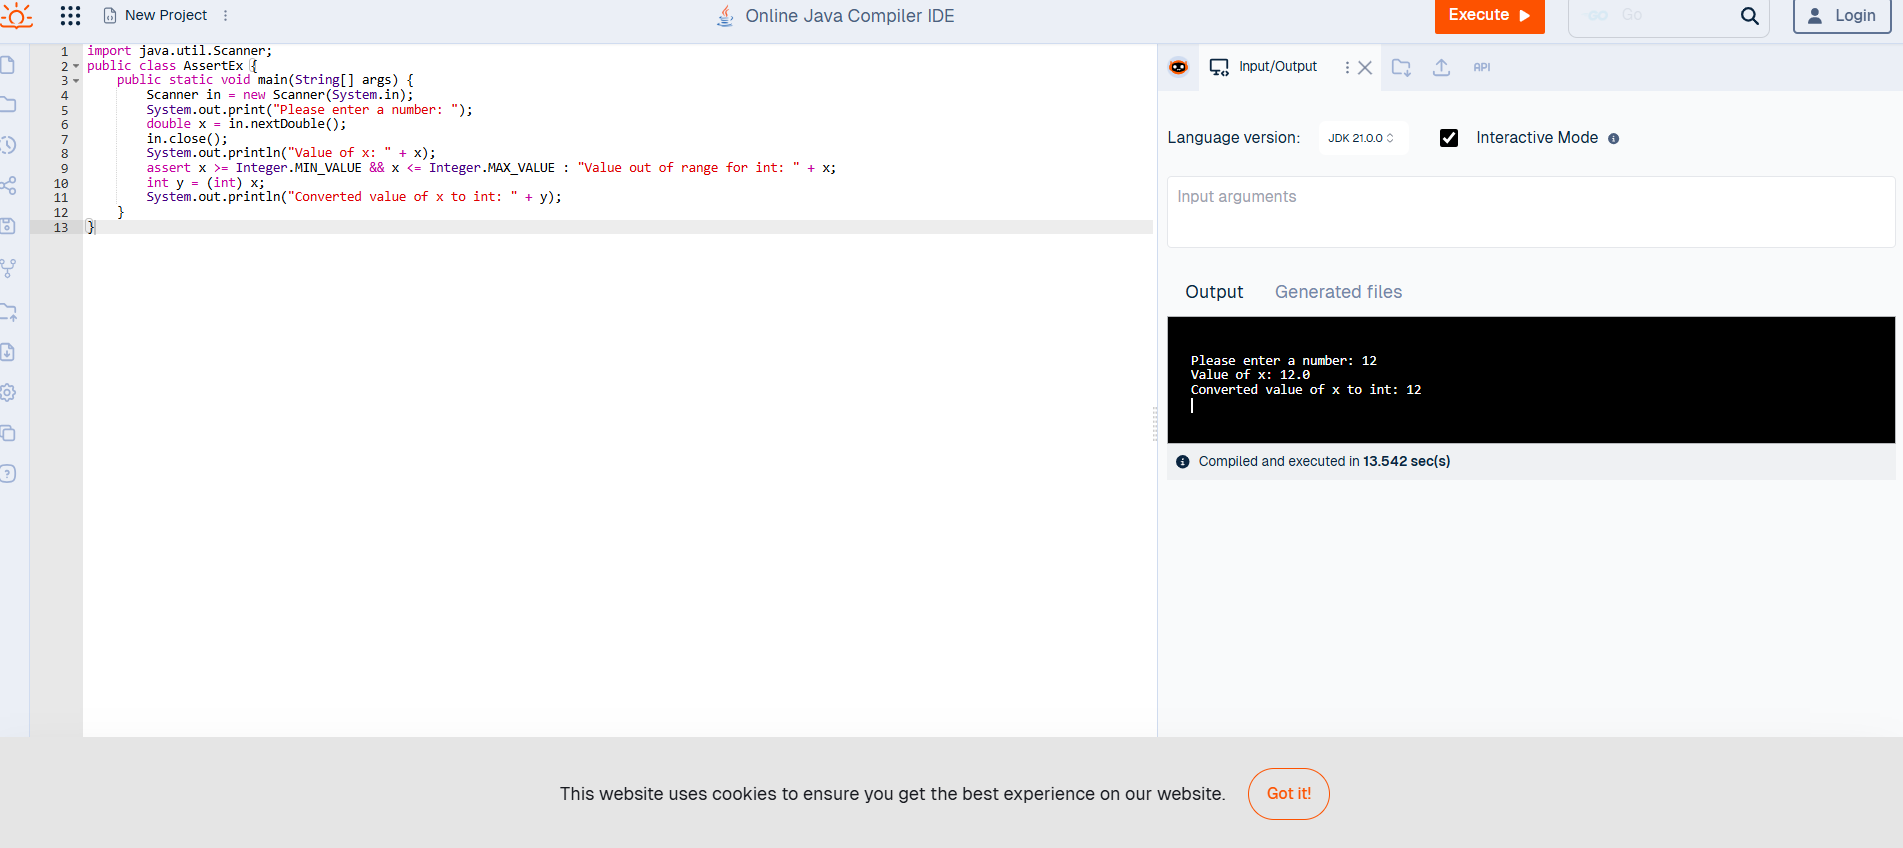 New Project
Online Java Compiler IDE
Execute
GO Go
Login
1 import java.util.Scanner;
2 public class AssertEx {
3     public static void main(String[] args) {
4         Scanner in = new Scanner(System.in);
5         System.out.print("Please enter a number: ");
6         double x = in.nextDouble();
7         in.close();
8         System.out.println("Value of x: " + x);
9         assert x >= Integer.MIN_VALUE && x <= Integer.MAX_VALUE : "Value out of range for int: " + x;
10         int y = (int) x;
11         System.out.println("Converted value of x to int: " + y);
12     }
13 }
Input/Output
API
Language version:
JDK 21.0.0
Interactive Mode
Input arguments
Output
Generated files
Please enter a number: 12
Value of x: 12.0
Converted value of x to int: 12
Compiled and executed in 13.542 sec(s)
This website uses cookies to ensure you get the best experience on our website.
Got it!